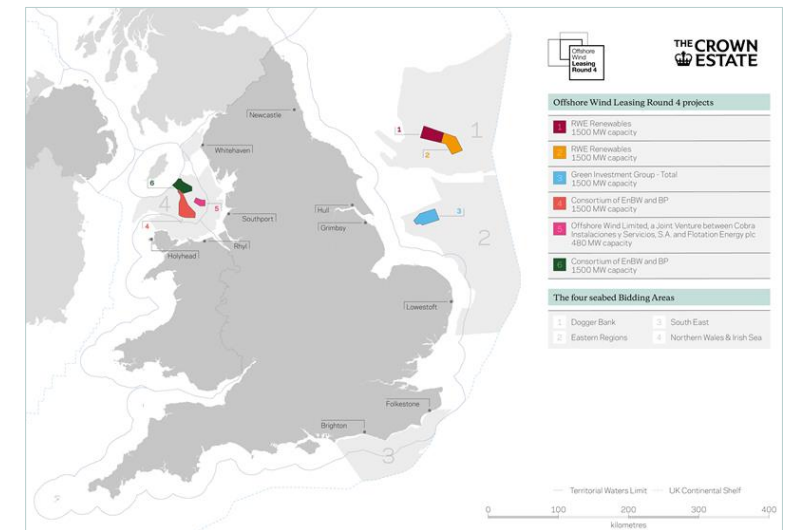 Offshore
Wind
Leasing
Round 4
THE CROWN
ESTATE
Offshore Wind Leasing Round 4 projects
1 RWE Renewables
1500 MW capacity
2 RWE Renewables
1500 MW capacity
3 Green Investment Group - Total
1500 MW capacity
4 Consortium of EnBW and BP
1500 MW capacity
5 Offshore Wind Limited, a Joint Venture between Cobra
Instalaciones y Servicios, S.A. and Flotation Energy plc
480 MW capacity
6 Consortium of EnBW and BP
1500 MW capacity
The four seabed Bidding Areas
1 Dogger Bank
2 Eastern Regions
3 South East
4 Northern Wales & Irish Sea
Newcastle
Whitehaven
1
1
2
6
4
5
4
Southport
Rhyl
Holyhead
Hull
Grimsby
3
2
Lowestoft
Folkestone
Brighton
3
Territorial Waters Limit
UK Continental Shelf
0 100 200 300 400
kilometres